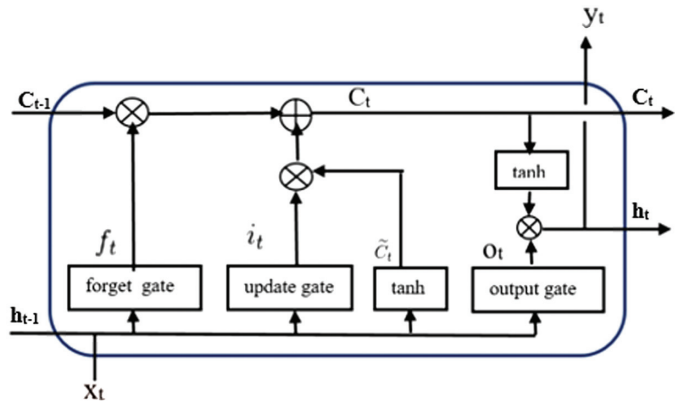 yₜ
Cₜ₋₁
Cₜ
Cₜ
tanh
hₜ
fₜ
iₜ
C̃ₜ
oₜ
forget gate
update gate
tanh
output gate
hₜ₋₁
xₜ